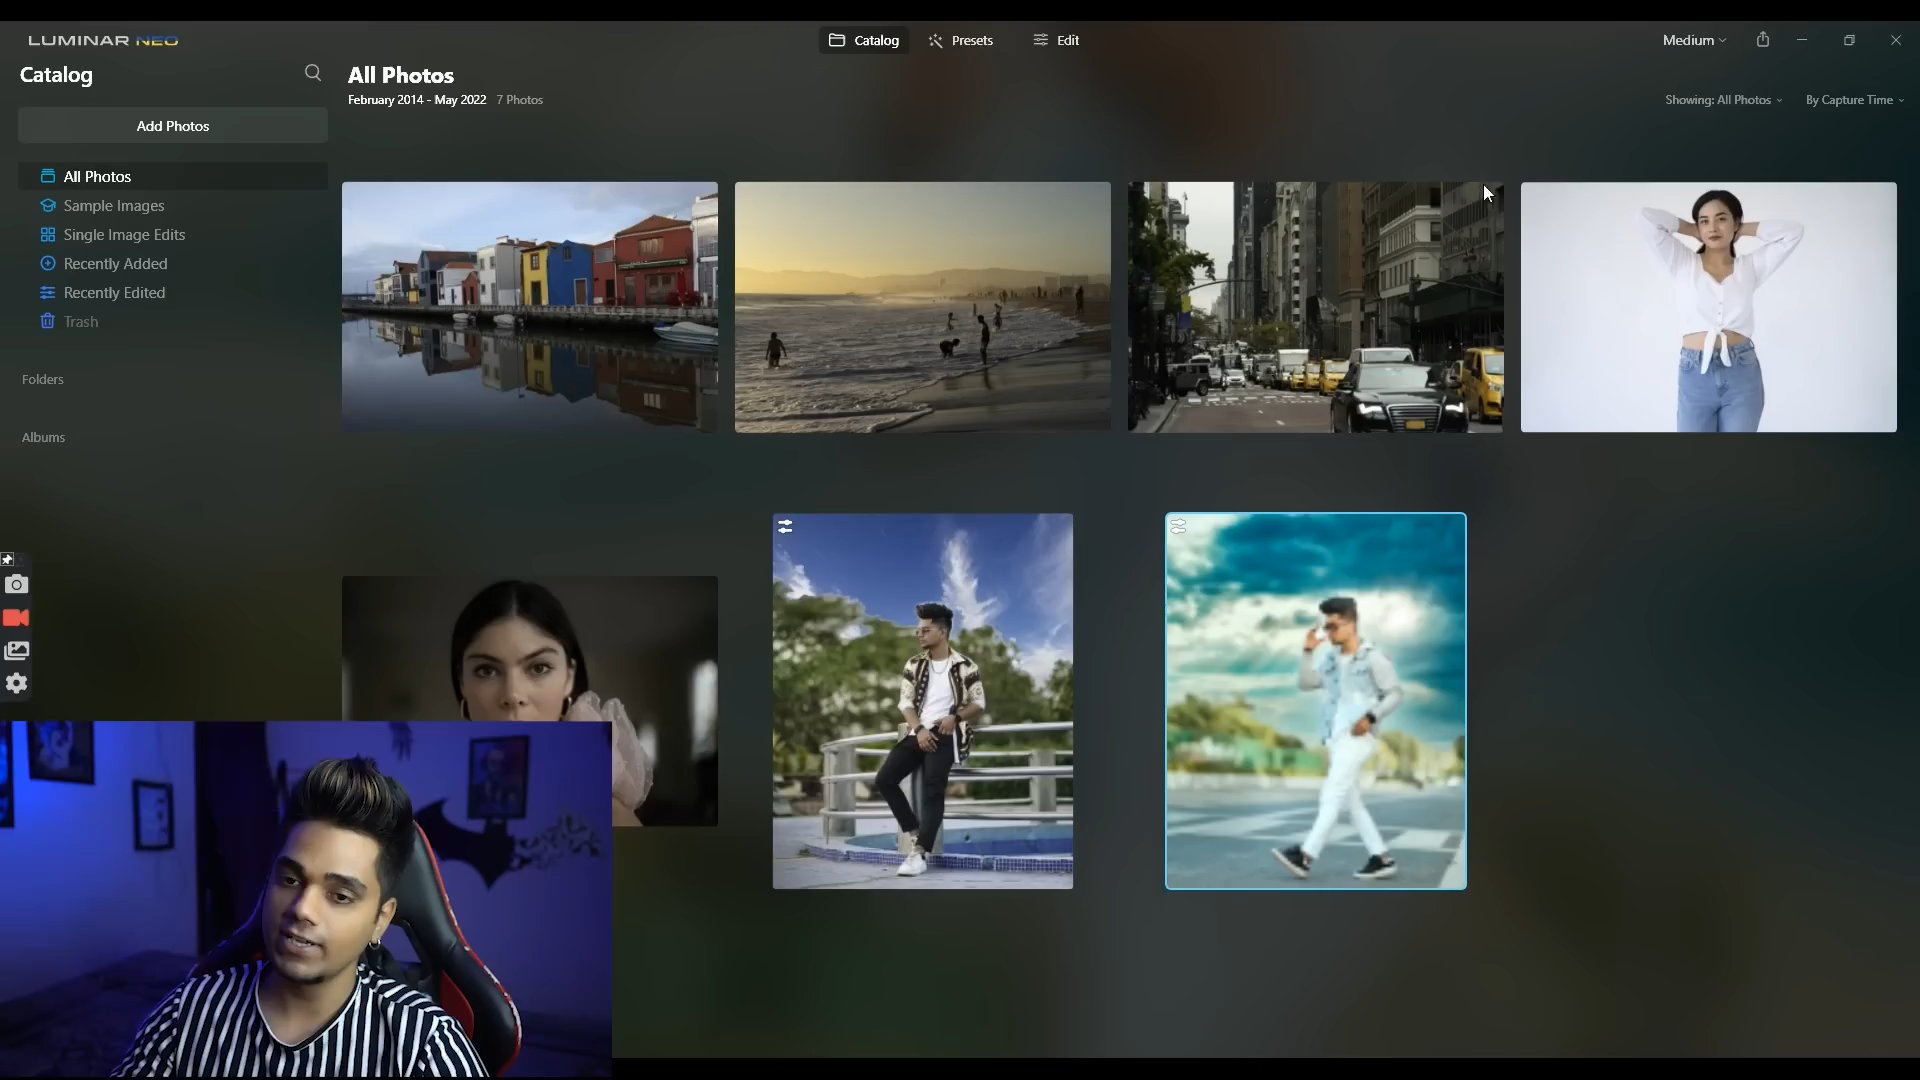 LUMINAR NEO
Catalog
Presets
Edit
Medium
Catalog
All Photos
February 2014 - May 2022 7 Photos
Showing: All Photos
By Capture Time
Add Photos
All Photos
Sample Images
Single Image Edits
Recently Added
Recently Edited
Trash
Folders
Albums